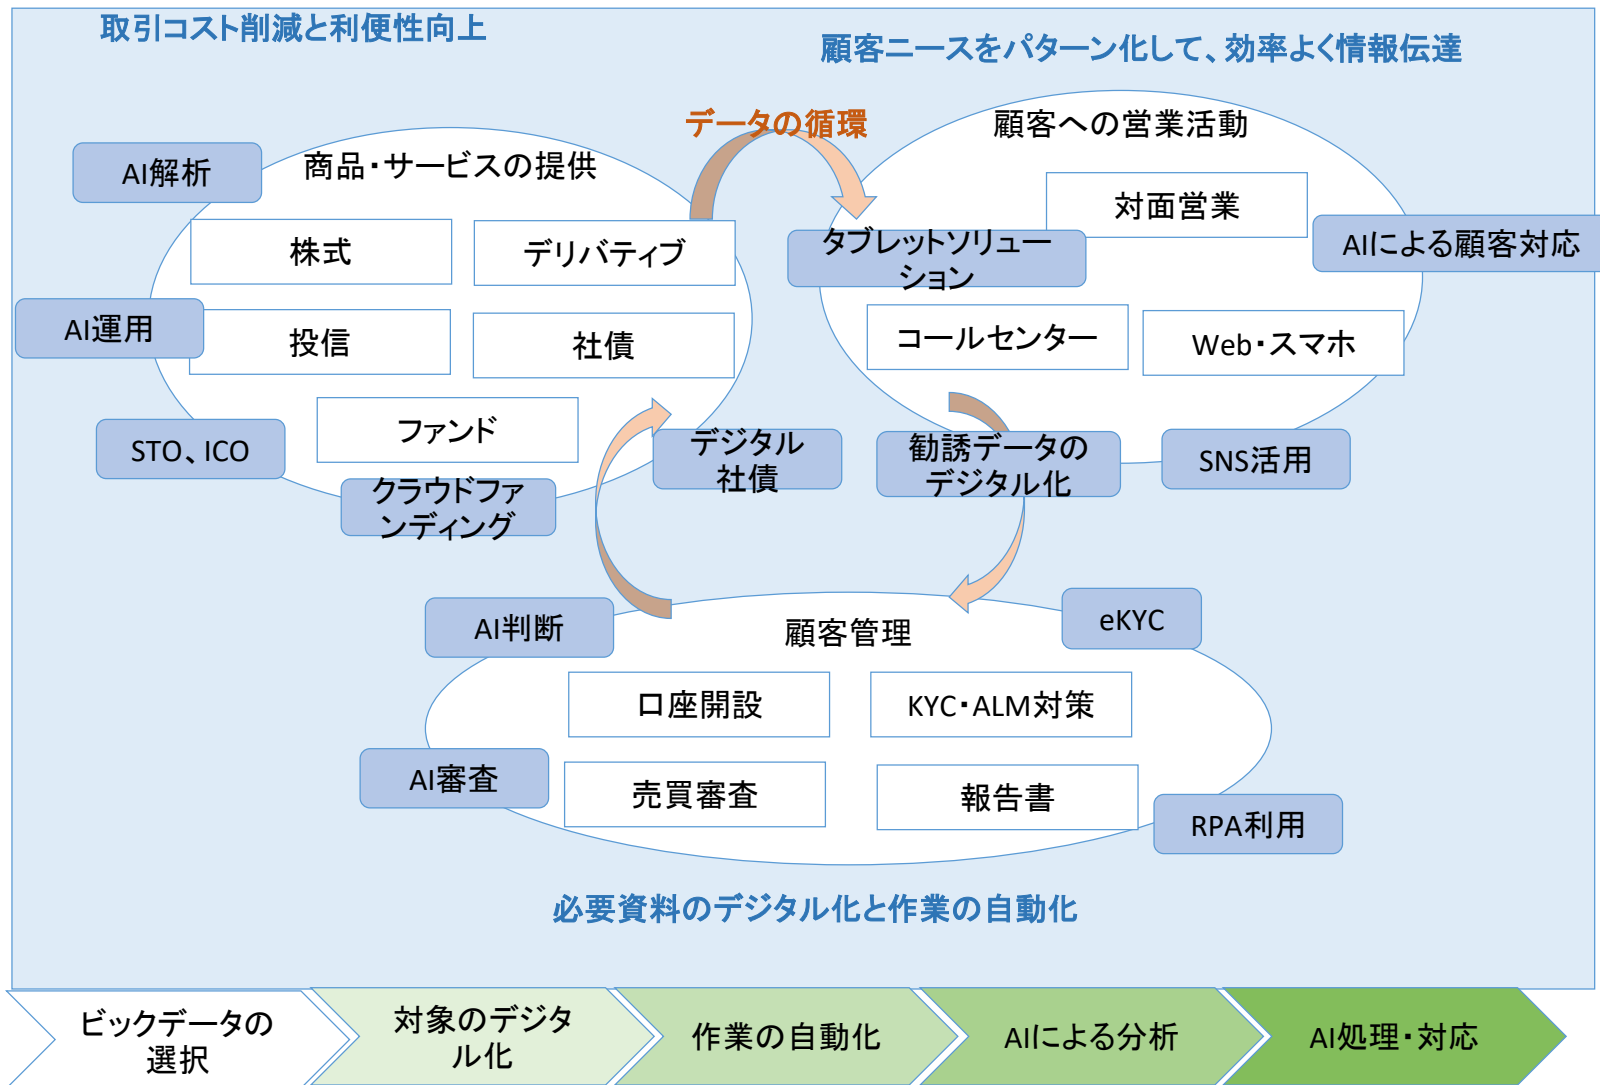 取引コスト削減と利便性向上
顧客ニースをパターン化して、効率よく情報伝達
データの循環
商品・サービスの提供
AI解析
株式
デリバティブ
AI運用
投信
社債
STO、ICO
ファンド
クラウドファ
ンディング
デジタル
社債
顧客への営業活動
対面営業
タブレットソリュー
ション
AIによる顧客対応
コールセンター
Web・スマホ
勧誘データの
デジタル化
SNS活用
顧客管理
AI判断
eKYC
口座開設
KYC・ALM対策
AI審査
売買審査
報告書
RPA利用
必要資料のデジタル化と作業の自動化
ビックデータの
選択
対象のデジタ
ル化
作業の自動化
AIによる分析
AI処理・対応